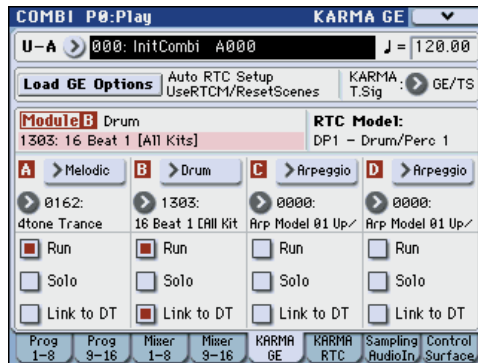 COMBI P0:Play KARMA GE
U-A 000: InitCombi A000 ♩= 120.00
Load GE Options Auto RTC Setup UseRTCM/ResetScenes KARMA T.Sig : GE/TS
Module B Drum RTC Model:
1303: 16 Beat 1 [All Kits] DP1 - Drum/Perc 1
A >Melodic B >Drum C >Arpeggio D >Arpeggio
0162: 1303: 0000: 0000:
4tone Trance 16 Beat 1 [All Kit Arp Model 01 Up/ Arp Model 01 Up/
Run Run Run Run
Solo Solo Solo Solo
Link to DT Link to DT Link to DT Link to DT
Prog 1-8 Prog 9-16 Mixer 1-8 Mixer 9-16 KARMA GE KARMA RTC Sampling AudioIn Control Surface